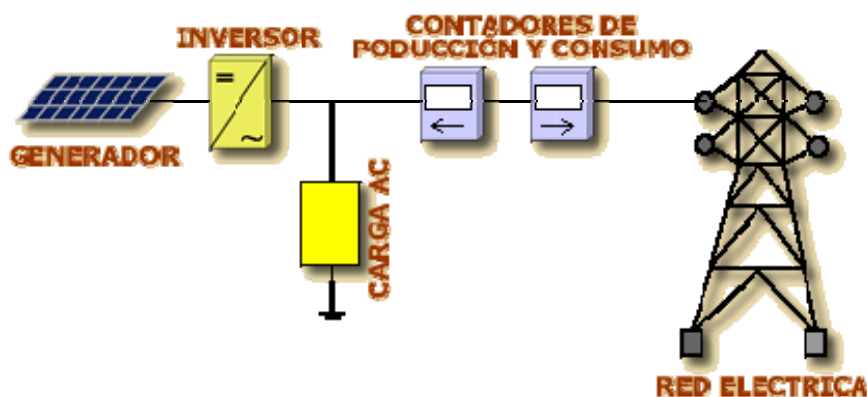 INVERSOR
CONTADORES DE
PODUCCIÓN Y CONSUMO
GENERADOR
CARGA AC
RED ELECTRICA